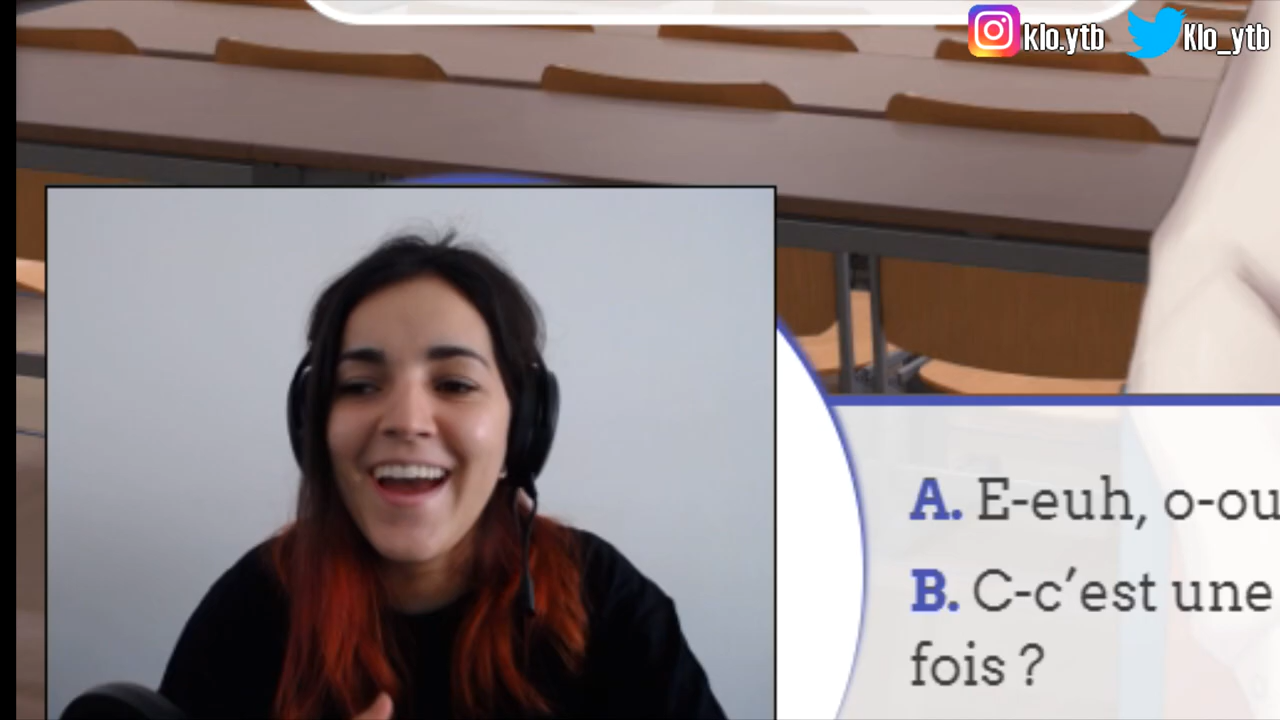 klo.ytb Klo_ytb
A. E-euh, o-ou
B. C-c’est une
fois ?